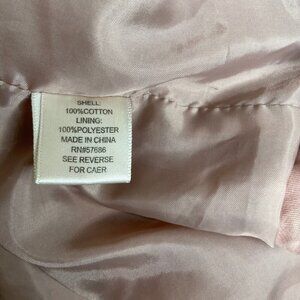 SHELL:
100%COTTON
LINING:
100%POLYESTER
MADE IN CHINA
RN#57686
SEE REVERSE
FOR CAER